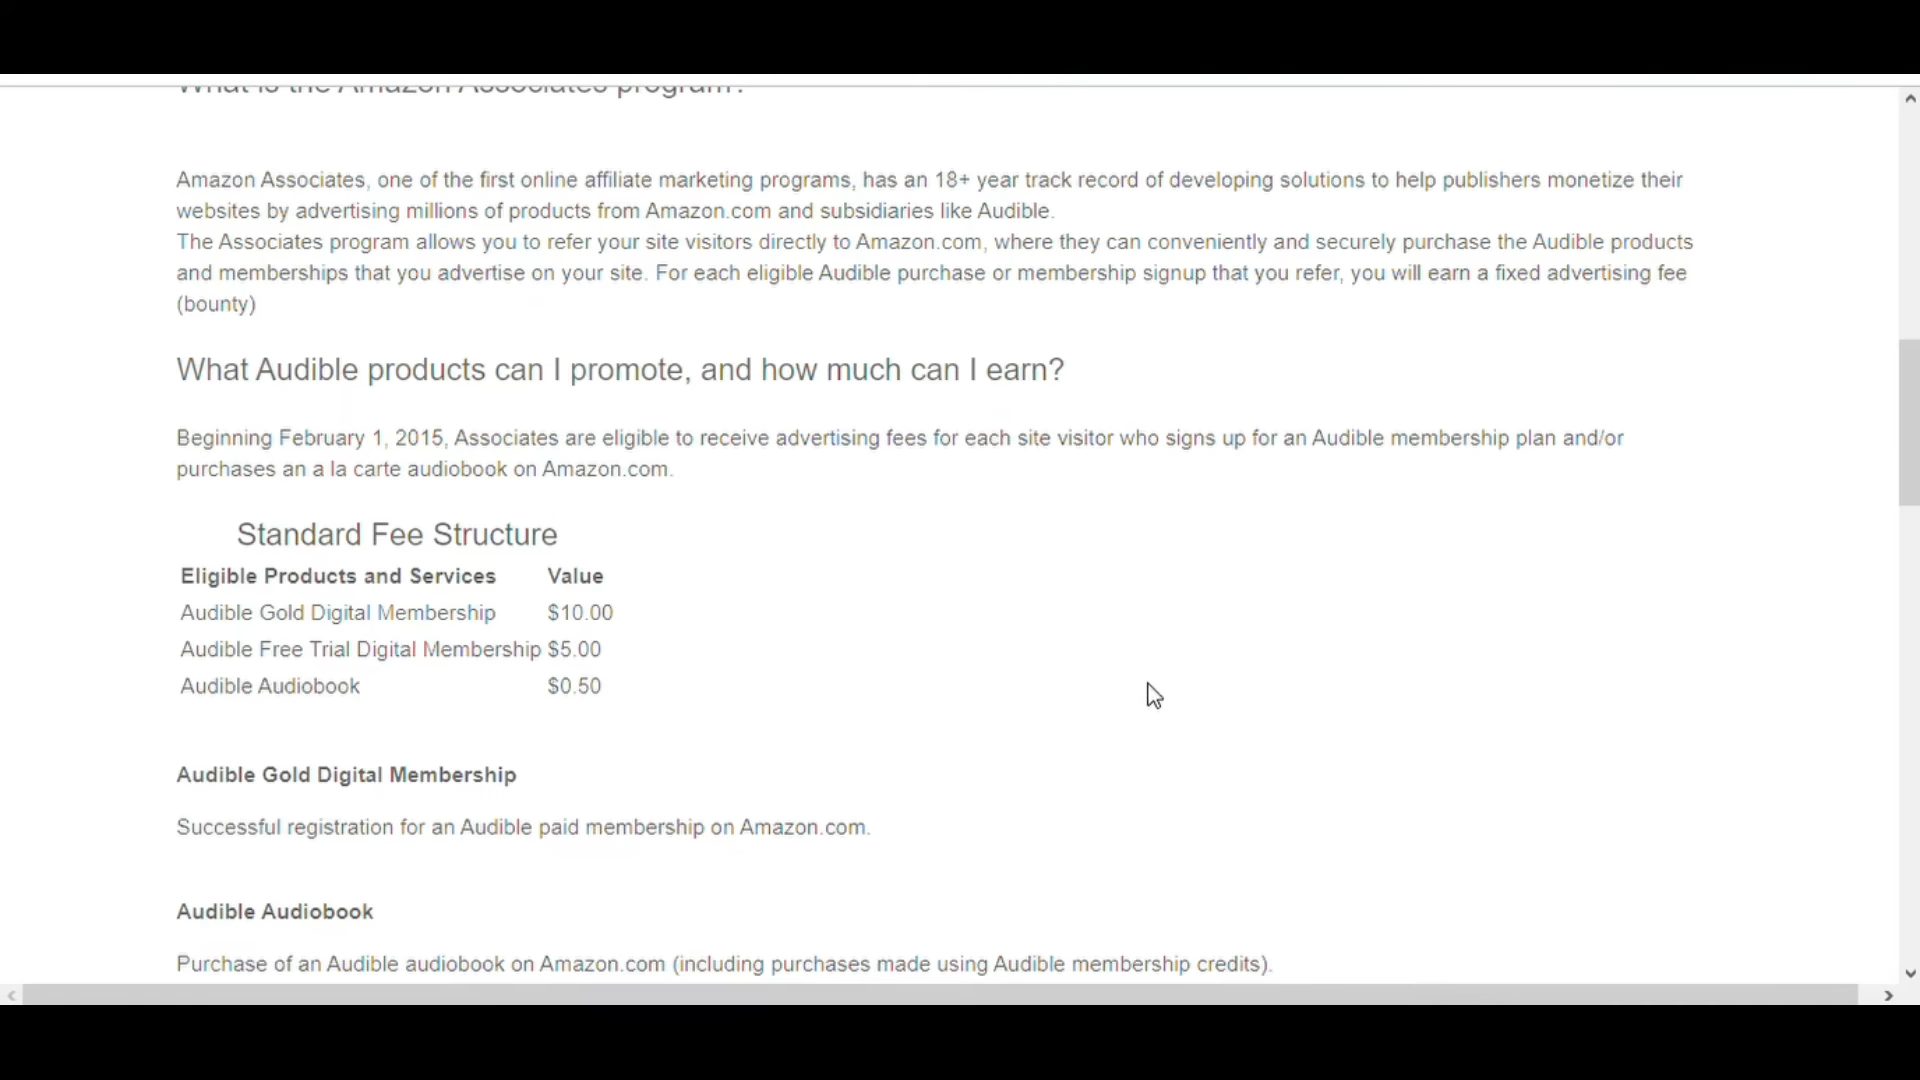 What is the Amazon Associates program?
Amazon Associates, one of the first online affiliate marketing programs, has an 18+ year track record of developing solutions to help publishers monetize their
websites by advertising millions of products from Amazon.com and subsidiaries like Audible.
The Associates program allows you to refer your site visitors directly to Amazon.com, where they can conveniently and securely purchase the Audible products
and memberships that you advertise on your site. For each eligible Audible purchase or membership signup that you refer, you will earn a fixed advertising fee
(bounty)
What Audible products can I promote, and how much can I earn?
Beginning February 1, 2015, Associates are eligible to receive advertising fees for each site visitor who signs up for an Audible membership plan and/or
purchases an a la carte audiobook on Amazon.com.
Standard Fee Structure
Eligible Products and Services Value
Audible Gold Digital Membership $10.00
Audible Free Trial Digital Membership $5.00
Audible Audiobook $0.50
Audible Gold Digital Membership
Successful registration for an Audible paid membership on Amazon.com.
Audible Audiobook
Purchase of an Audible audiobook on Amazon.com (including purchases made using Audible membership credits).